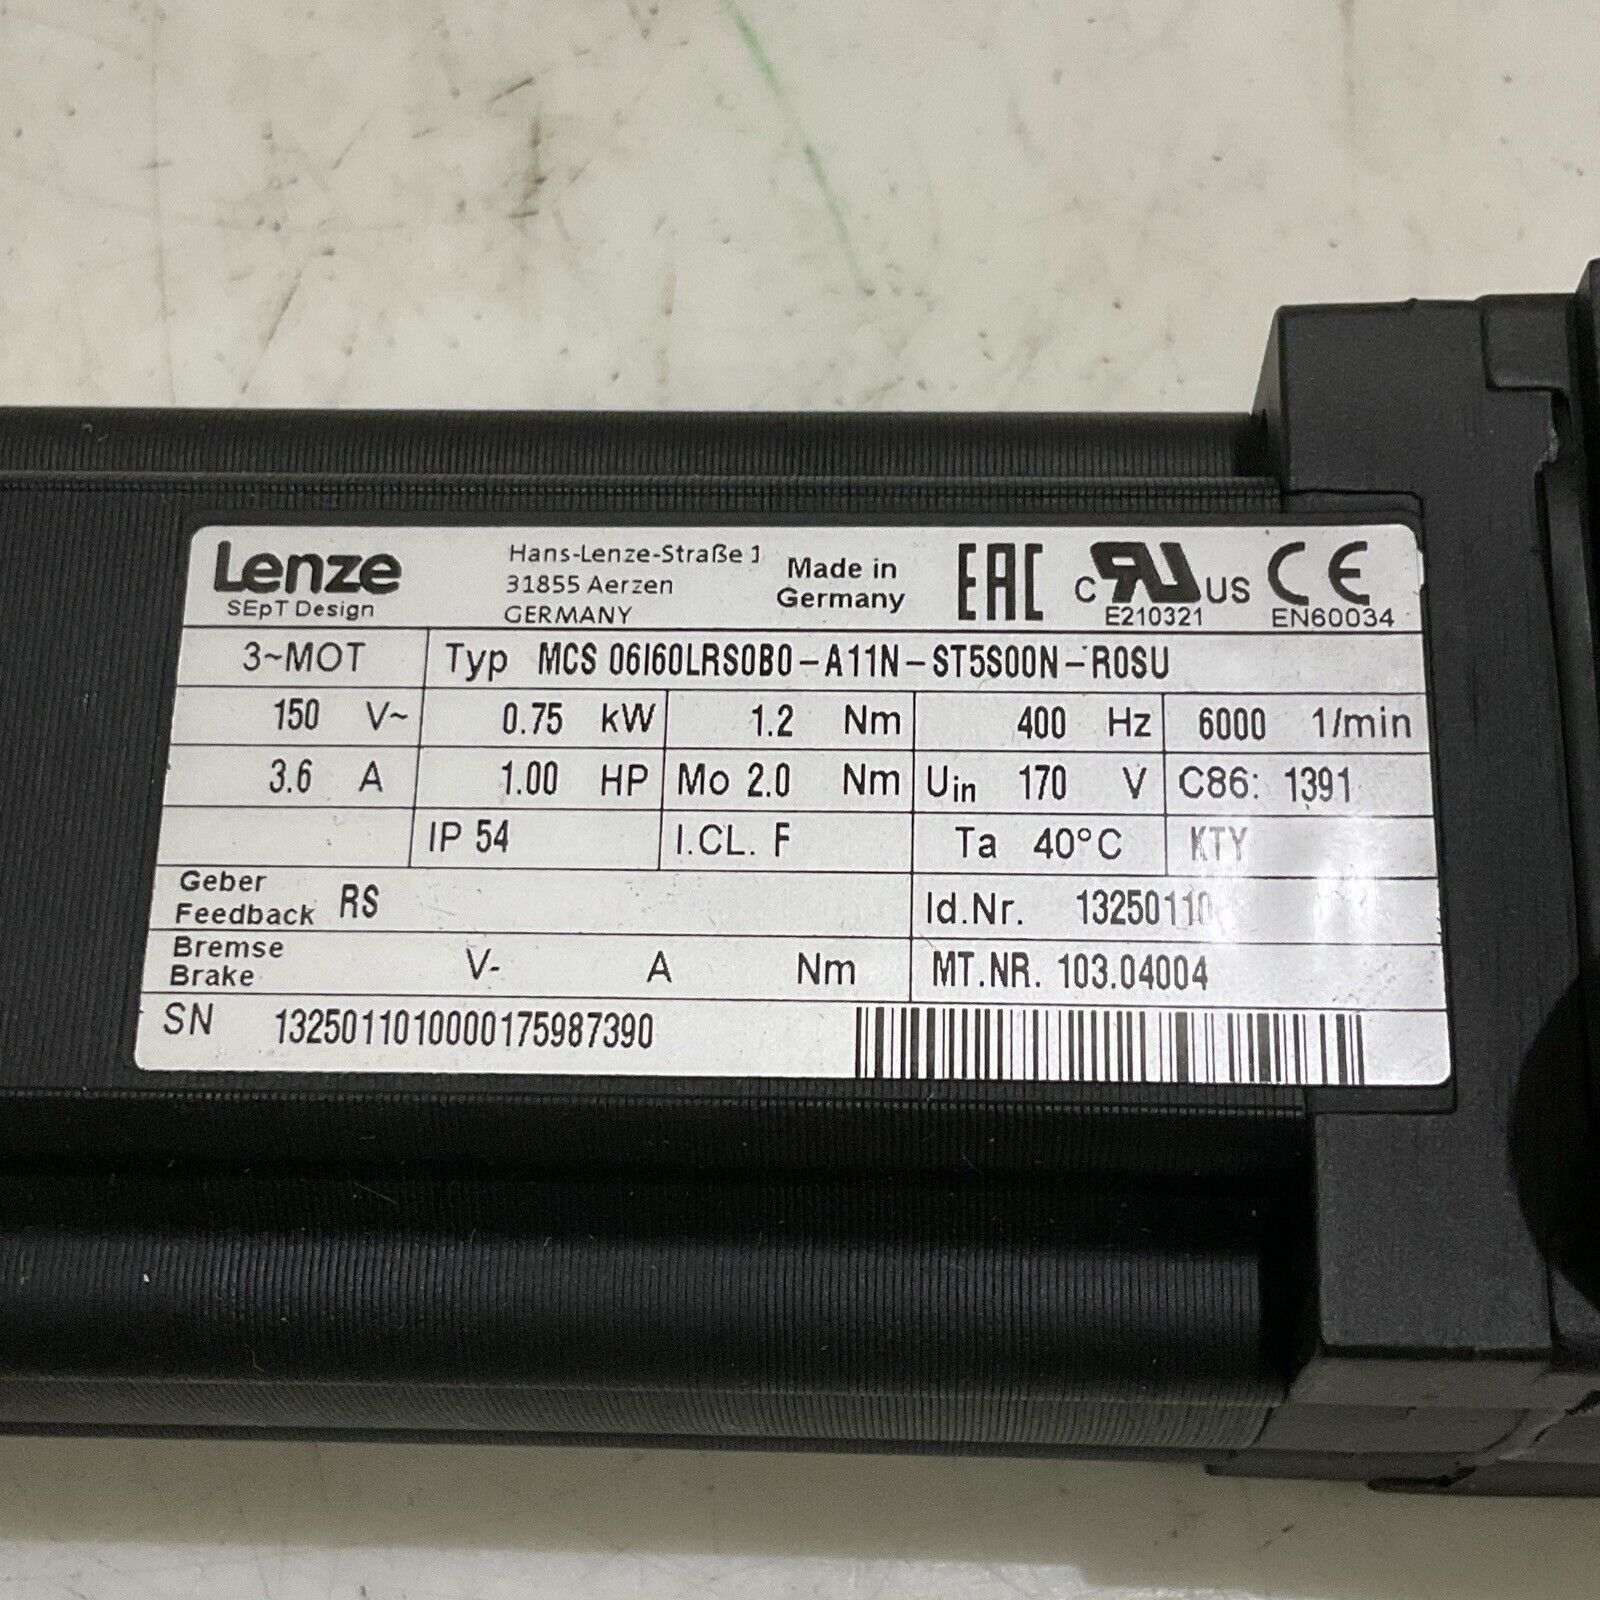 Lenze
SEpT Design
Hans-Lenze-Straße 1
31855 Aerzen
GERMANY
Made in
Germany
EAC
c RU US
E210321
CE
EN60034
3~MOT Typ MCS 06I60LRS0B0-A11N-ST5S00N-R0SU
150 V~ 0.75 kW 1.2 Nm 400 Hz 6000 1/min
3.6 A 1.00 HP Mo 2.0 Nm Uin 170 V C86: 1391
IP 54 I.CL. F Ta 40°C KTY
Geber
Feedback RS
Id.Nr. 13250110
Bremse
Brake V- A Nm
MT.NR. 103.04004
SN 1325011010000175987390